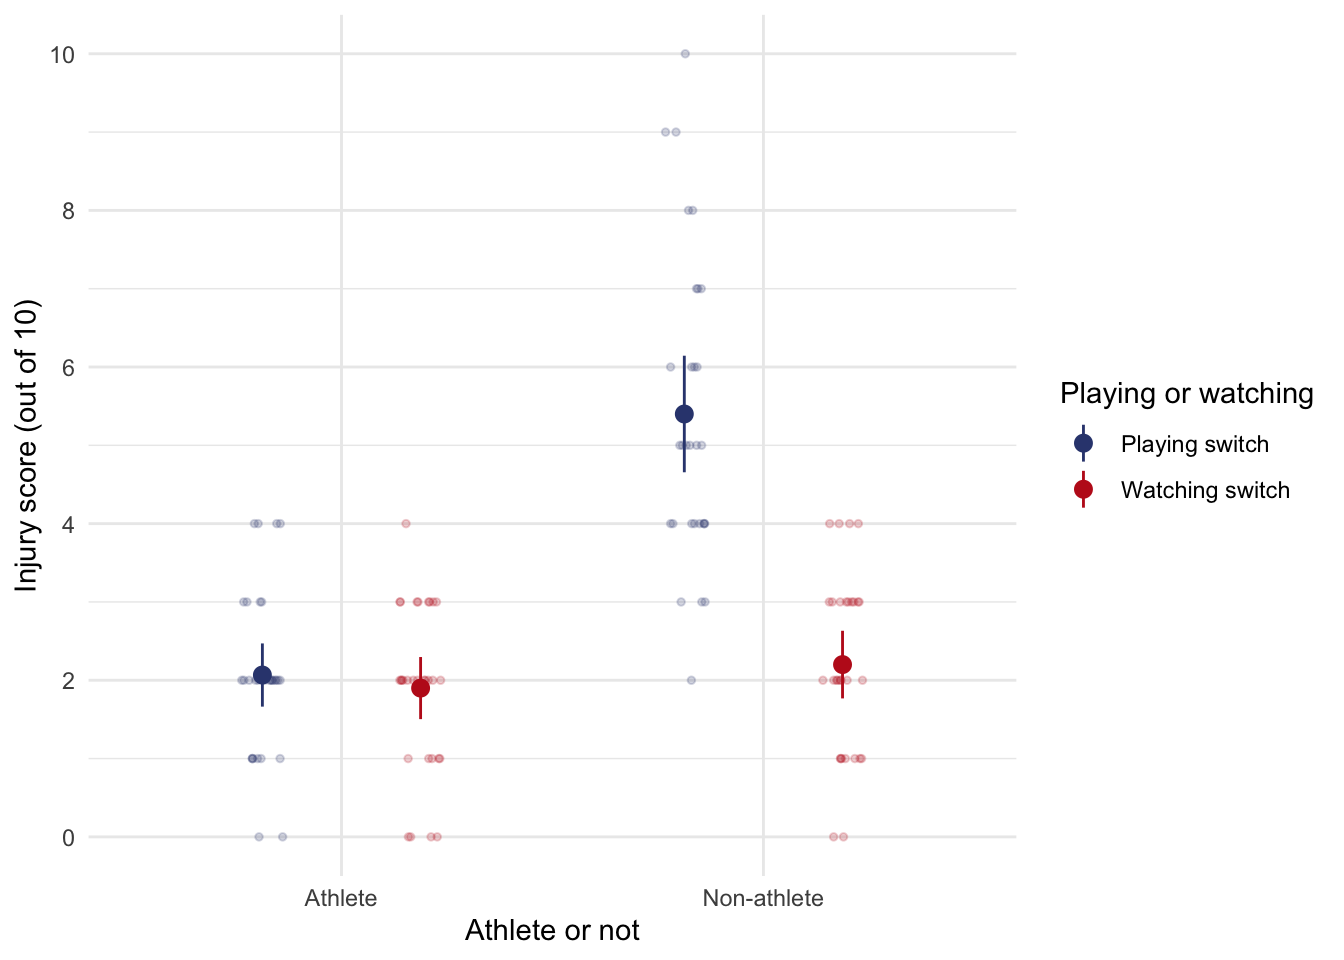 10
8
6
4
2
0
Injury score (out of 10)
Athlete
Non-athlete
Athlete or not
Playing or watching
Playing switch
Watching switch